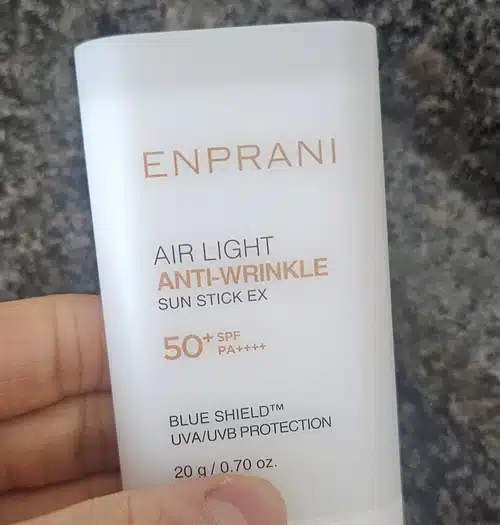 ENPRANI
AIR LIGHT
ANTI-WRINKLE
SUN STICK EX
50+ SPF
PA++++
BLUE SHIELD™
UVA/UVB PROTECTION
20 g / 0.70 oz.